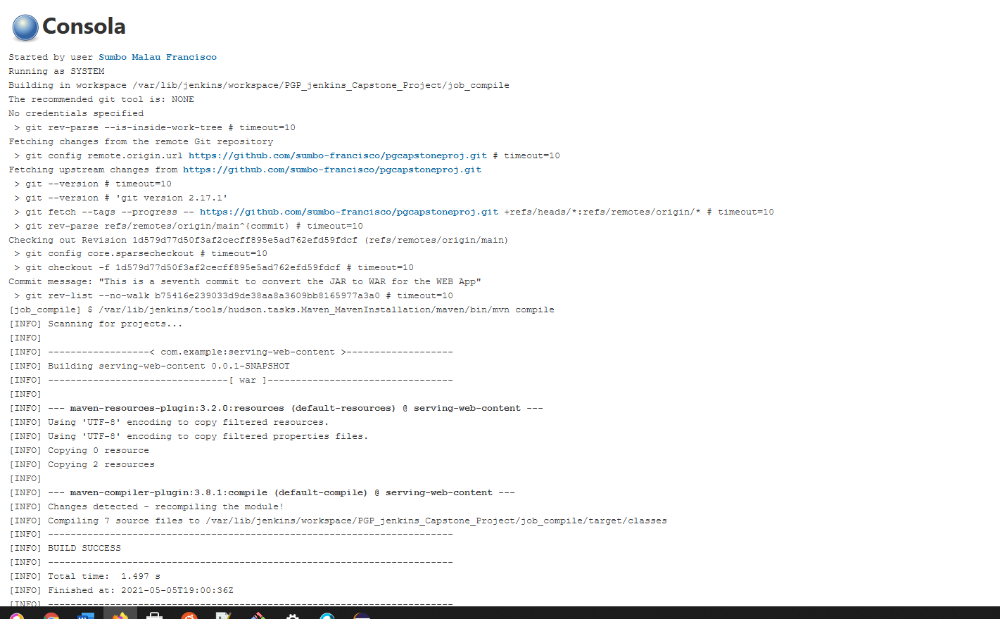 Consola
Started by user Sumbo Malau Francisco
Running as SYSTEM
Building in workspace /var/lib/jenkins/workspace/PGP_jenkins_Capstone_Project/job_compile
The recommended git tool is: NONE
No credentials specified
 > git rev-parse --is-inside-work-tree # timeout=10
Fetching changes from the remote Git repository
 > git config remote.origin.url https://github.com/sumbo-francisco/pgcapstoneproj.git # timeout=10
Fetching upstream changes from https://github.com/sumbo-francisco/pgcapstoneproj.git
 > git --version # timeout=10
 > git --version # 'git version 2.17.1'
 > git fetch --tags --progress -- https://github.com/sumbo-francisco/pgcapstoneproj.git +refs/heads/*:refs/remotes/origin/* # timeout=10
 > git rev-parse refs/remotes/origin/main^{commit} # timeout=10
Checking out Revision 1d579d77d50f3af2cecff895e5ad762efd59fdcf (refs/remotes/origin/main)
 > git config core.sparsecheckout # timeout=10
 > git checkout -f 1d579d77d50f3af2cecff895e5ad762efd59fdcf # timeout=10
Commit message: "This is a seventh commit to convert the JAR to WAR for the WEB App"
 > git rev-list --no-walk b75416e239033d9de38aa8a3609bb8165977a3a0 # timeout=10
[job_compile] $ /var/lib/jenkins/tools/hudson.tasks.Maven_MavenInstallation/maven/bin/mvn compile
[INFO] Scanning for projects...
[INFO]
[INFO] ------------------< com.example:serving-web-content >-------------------
[INFO] Building serving-web-content 0.0.1-SNAPSHOT
[INFO] --------------------------------[ war ]---------------------------------
[INFO]
[INFO] --- maven-resources-plugin:3.2.0:resources (default-resources) @ serving-web-content ---
[INFO] Using 'UTF-8' encoding to copy filtered resources.
[INFO] Using 'UTF-8' encoding to copy filtered properties files.
[INFO] Copying 0 resource
[INFO] Copying 2 resources
[INFO]
[INFO] --- maven-compiler-plugin:3.8.1:compile (default-compile) @ serving-web-content ---
[INFO] Changes detected - recompiling the module!
[INFO] Compiling 7 source files to /var/lib/jenkins/workspace/PGP_jenkins_Capstone_Project/job_compile/target/classes
[INFO] ------------------------------------------------------------------------
[INFO] BUILD SUCCESS
[INFO] ------------------------------------------------------------------------
[INFO] Total time:  1.497 s
[INFO] Finished at: 2021-05-05T19:00:36Z
[INFO] ------------------------------------------------------------------------